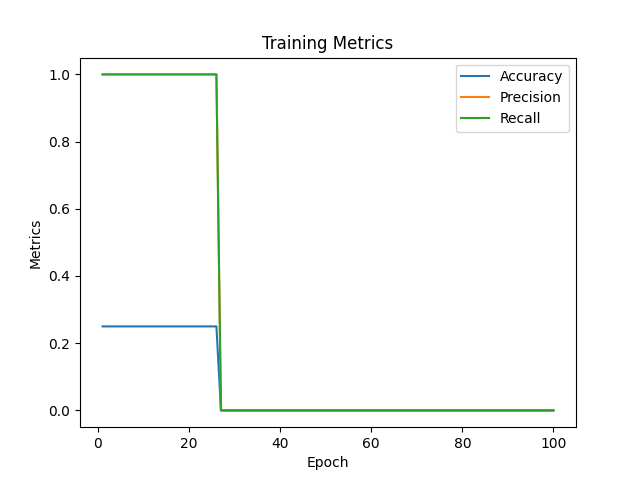 Training Metrics
Accuracy
Precision
Recall
1.0
0.8
0.6
0.4
0.2
0.0
Metrics
0 20 40 60 80 100
Epoch